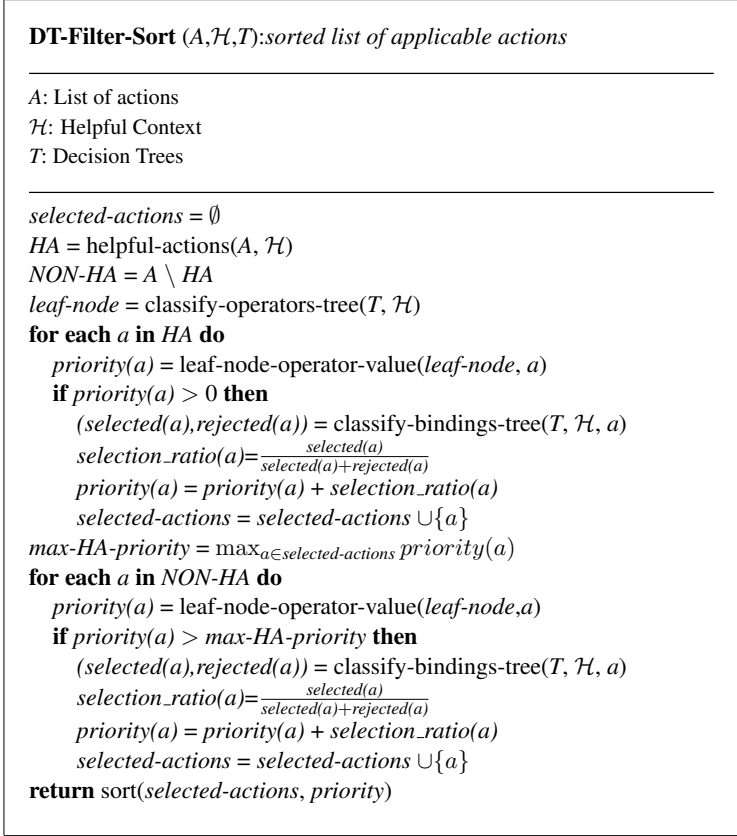 DT-Filter-Sort (A,ℋ,T):sorted list of applicable actions
A: List of actions
ℋ: Helpful Context
T: Decision Trees
selected-actions = ∅
HA = helpful-actions(A, ℋ)
NON-HA = A \ HA
leaf-node = classify-operators-tree(T, ℋ)
for each a in HA do
priority(a) = leaf-node-operator-value(leaf-node, a)
if priority(a) > 0 then
(selected(a),rejected(a)) = classify-bindings-tree(T, ℋ, a)
selection_ratio(a)=selected(a)/selected(a)+rejected(a)
priority(a) = priority(a) + selection_ratio(a)
selected-actions = selected-actions ∪{a}
max-HA-priority = max a∈selected-actions priority(a)
for each a in NON-HA do
priority(a) = leaf-node-operator-value(leaf-node,a)
if priority(a) > max-HA-priority then
(selected(a),rejected(a)) = classify-bindings-tree(T, ℋ, a)
selection_ratio(a)=selected(a)/selected(a)+rejected(a)
priority(a) = priority(a) + selection_ratio(a)
selected-actions = selected-actions ∪{a}
return sort(selected-actions, priority)